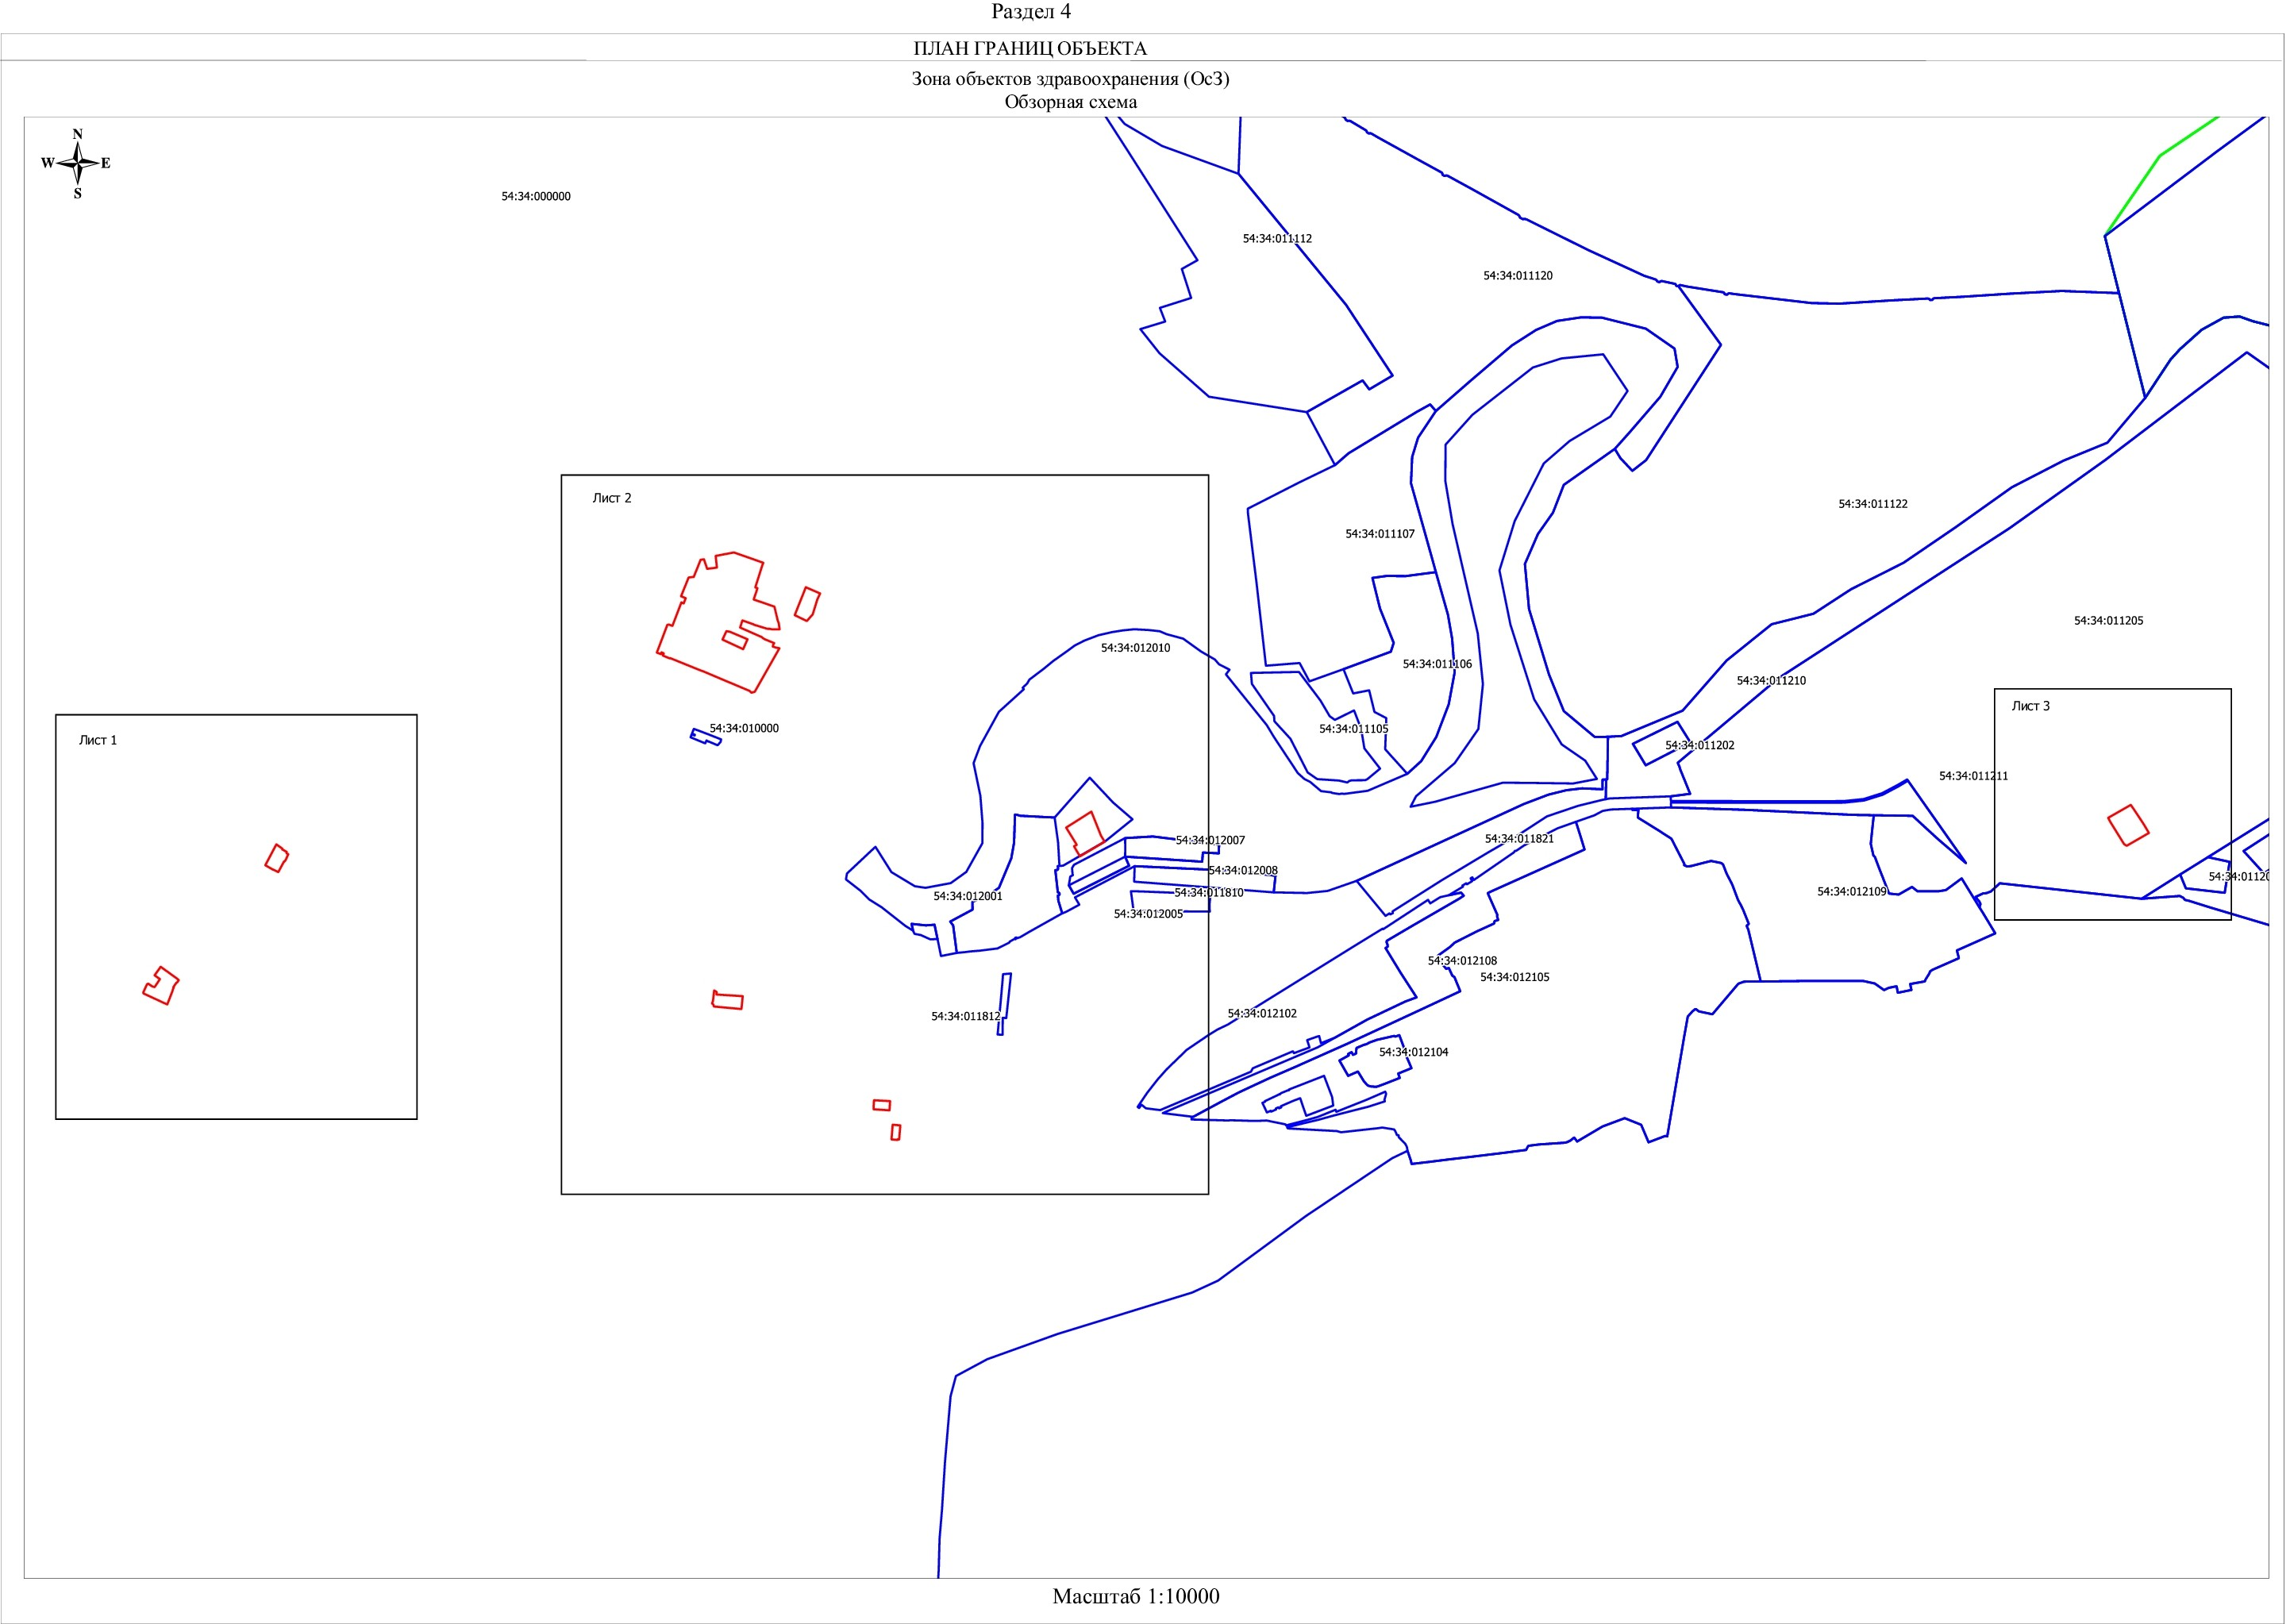 Раздел 4
ПЛАН ГРАНИЦ ОБЪЕКТА
Зона объектов здравоохранения (ОсЗ)
Обзорная схема
N
W E
S
54:34:000000
54:34:011112
54:34:011120
Лист 2
54:34:011122
54:34:011107
54:34:011205
54:34:012010
54:34:011106
54:34:011210
Лист 3
54:34:010000
54:34:011105
Лист 1
54:34:011202
54:34:011211
54:34:012007
54:34:011821
54:34:012008
54:34:01120
54:34:011810
54:34:012109
54:34:012001
54:34:012005
54:34:012108
54:34:012105
54:34:012102
54:34:011812
54:34:012104
Масштаб 1:10000